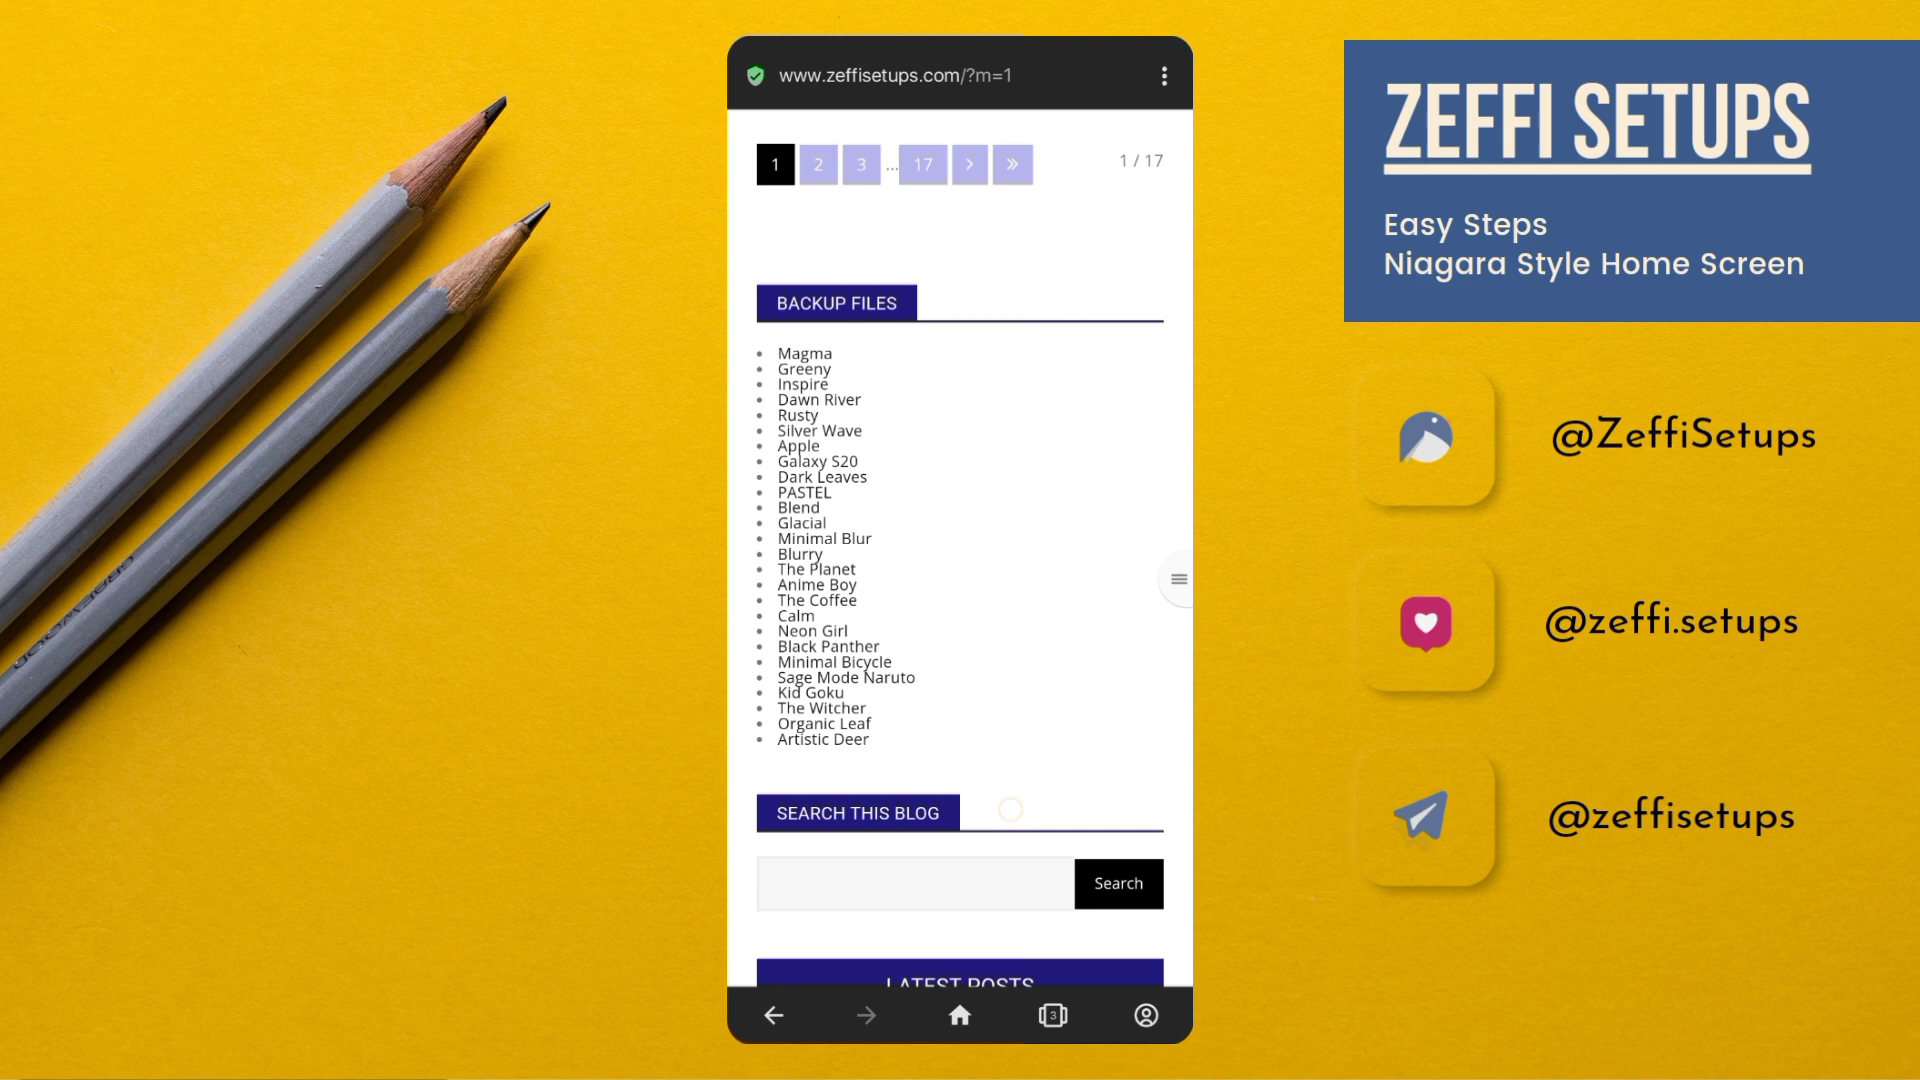 www.zeffisetups.com/?m=1
1 2 3 ... 17 › »
1 / 17
BACKUP FILES
Magma
Greeny
Inspire
Dawn River
Rusty
Silver Wave
Apple
Galaxy S20
Dark Leaves
PASTEL
Blend
Glacial
Minimal Blur
Blurry
The Planet
Anime Boy
The Coffee
Calm
Neon Girl
Black Panther
Minimal Bicycle
Sage Mode Naruto
Kid Goku
The Witcher
Organic Leaf
Artistic Deer
SEARCH THIS BLOG
Search
LATEST POSTS
3
ZEFFI SETUPS
Easy Steps
Niagara Style Home Screen
@ZeffiSetups
@zeffi.setups
@zeffisetups